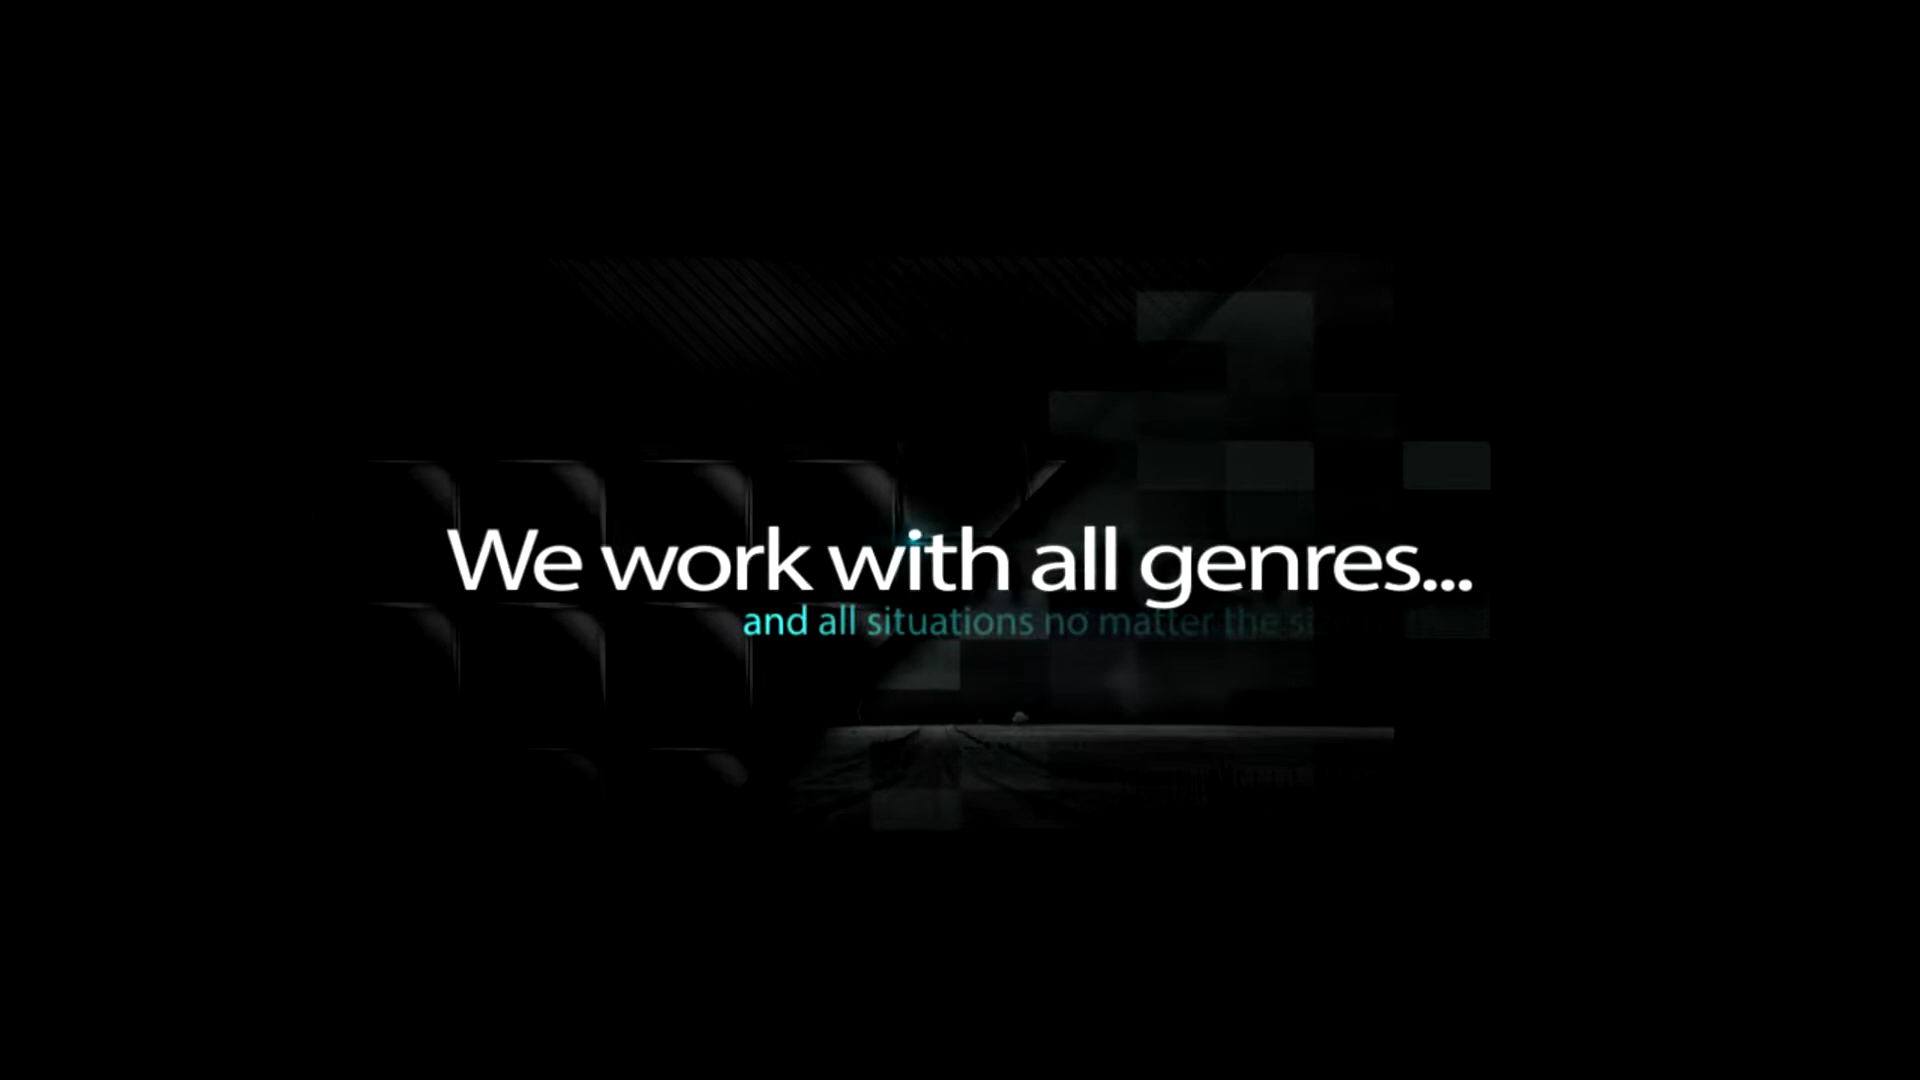 We work with all genres...
and all situations no matter the